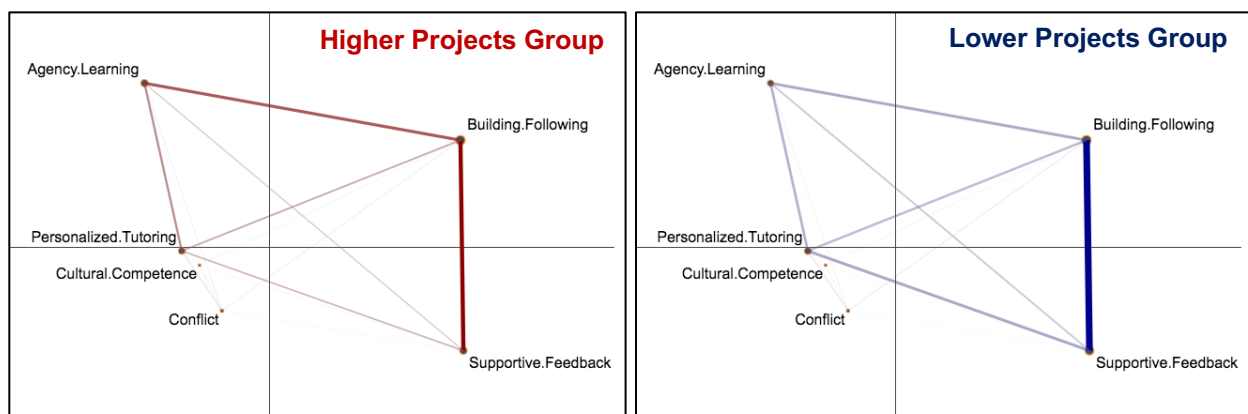 Higher Projects Group
Agency.Learning
Building.Following
Personalized.Tutoring
Cultural.Competence
Conflict
Supportive.Feedback
Lower Projects Group
Agency.Learning
Building.Following
Personalized.Tutoring
Cultural.Competence
Conflict
Supportive.Feedback